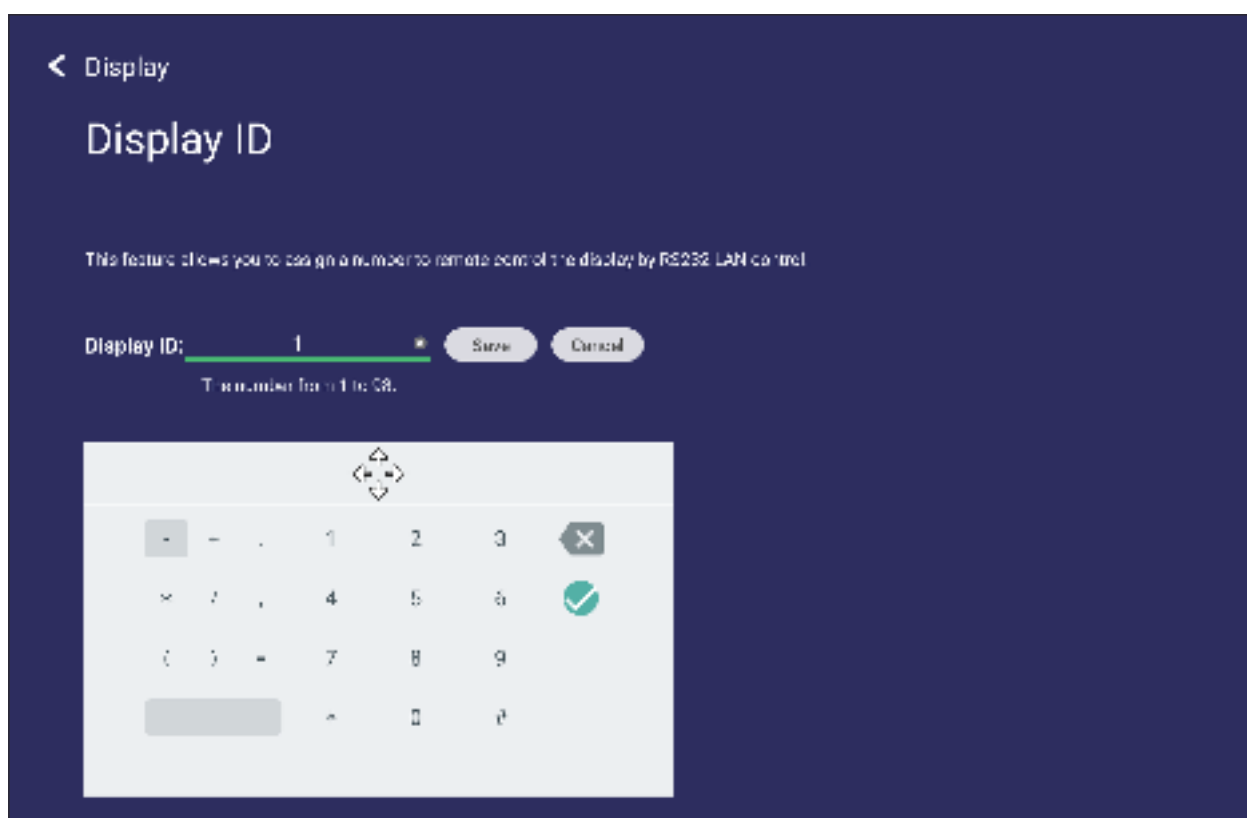 Display
Display ID
This feature allows you to assign a number to remote control the display by RS232 LAN control
Display ID: 1 Save Cancel
The number from 1 to 98.
- 1 2 3
/ , 4 5 6
( ) = 7 8 9
0